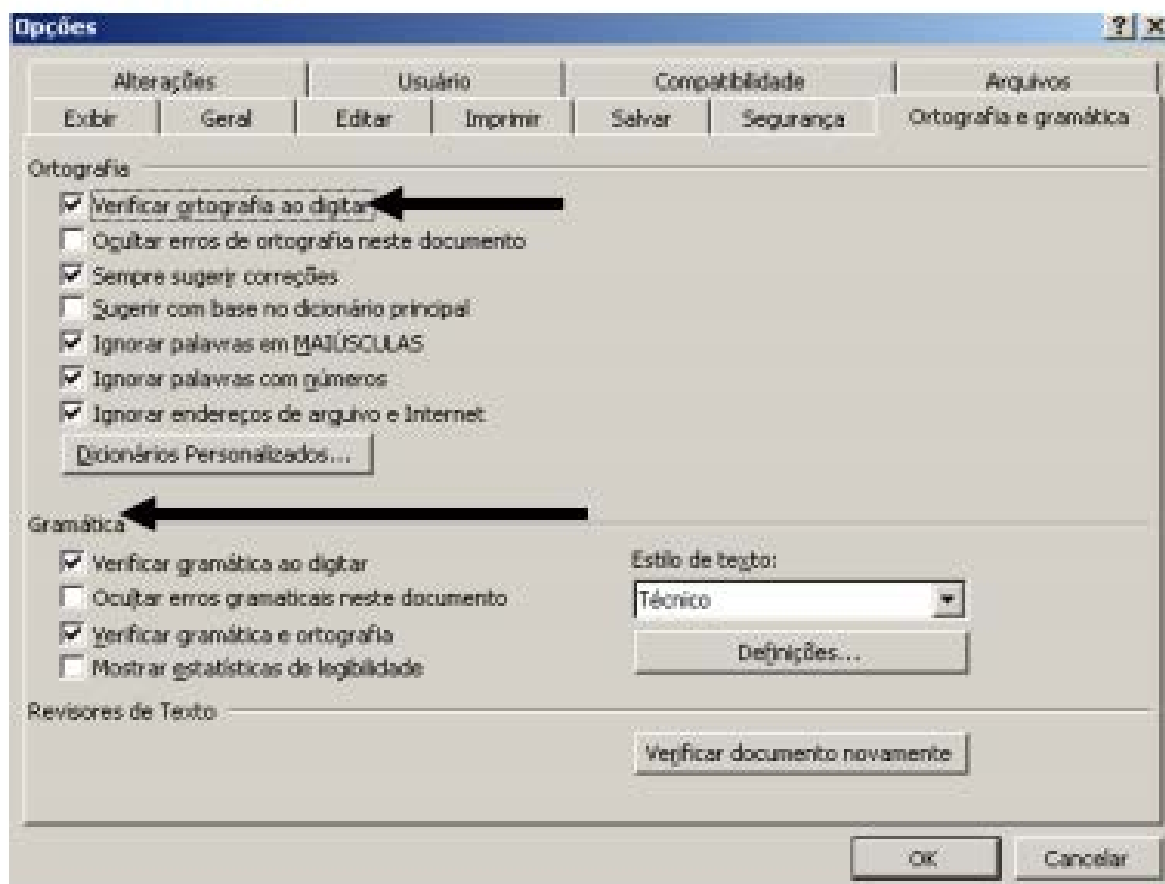 Opções
Alterações Usuário Compatibilidade Arquivos
Exibir Geral Editar Imprimir Salvar Segurança Ortografia e gramática
Ortografia
Verificar ortografia ao digitar
Ocultar erros de ortografia neste documento
Sempre sugerir correções
Sugerir com base no dicionário principal
Ignorar palavras em MAIÚSCULAS
Ignorar palavras com números
Ignorar endereços de arquivo e Internet
Dicionários Personalizados...
Gramática
Verificar gramática ao digitar
Estilo de texto:
Ocultar erros gramaticais neste documento
Técnico
Verificar gramática e ortografia
Definições...
Mostrar estatísticas de legibilidade
Revisores de Texto
Verificar documento novamente
OK Cancelar